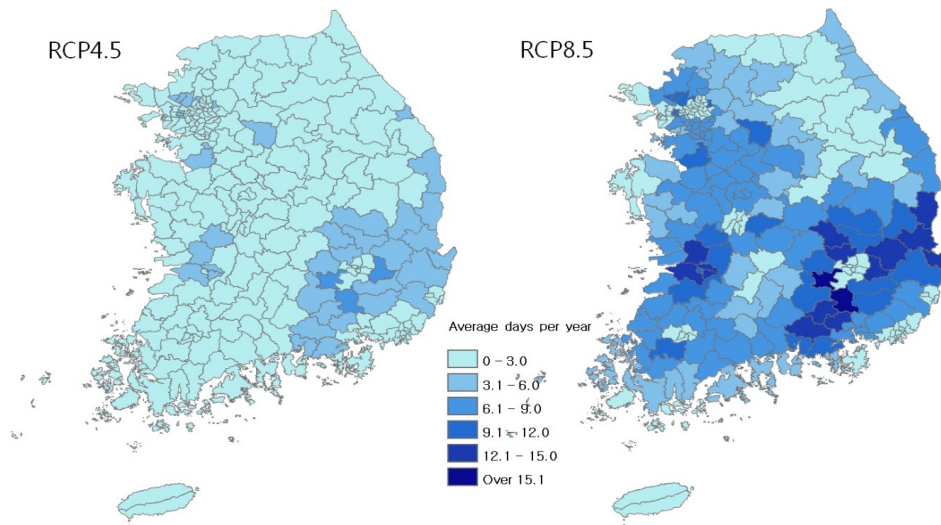 RCP4.5
RCP8.5
Average days per year
0 – 3.0
3.1 – 6.0
6.1 – 9.0
9.1 – 12.0
12.1 – 15.0
Over 15.1